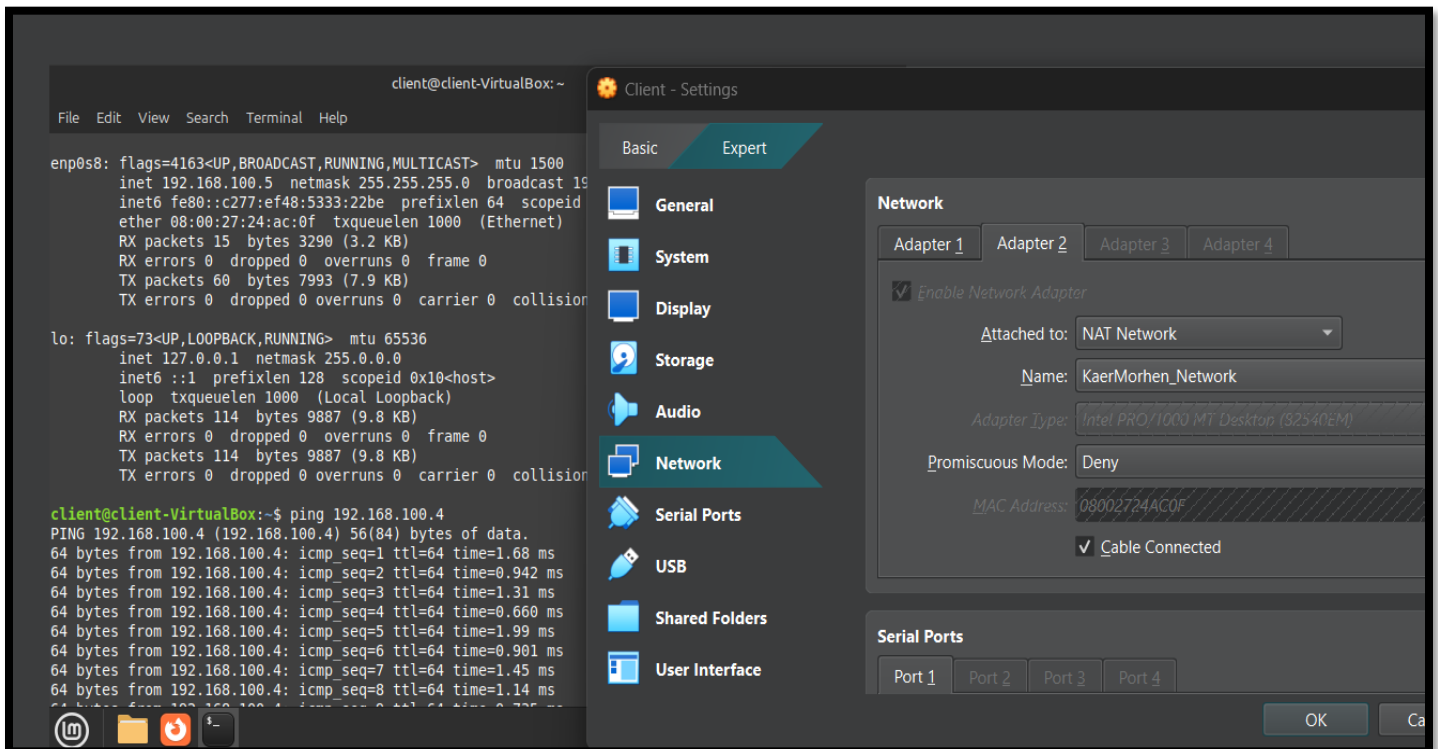 client@client-VirtualBox: ~
File Edit View Search Terminal Help
enp0s8: flags=4163<UP,BROADCAST,RUNNING,MULTICAST> mtu 1500
inet 192.168.100.5 netmask 255.255.255.0 broadcast 19
inet6 fe80::c277:ef48:5333:22be prefixlen 64 scopeid
ether 08:00:27:24:ac:0f txqueuelen 1000 (Ethernet)
RX packets 15 bytes 3290 (3.2 KB)
RX errors 0 dropped 0 overruns 0 frame 0
TX packets 60 bytes 7993 (7.9 KB)
TX errors 0 dropped 0 overruns 0 carrier 0 collision
lo: flags=73<UP,LOOPBACK,RUNNING> mtu 65536
inet 127.0.0.1 netmask 255.0.0.0
inet6 ::1 prefixlen 128 scopeid 0x10<host>
loop txqueuelen 1000 (Local Loopback)
RX packets 114 bytes 9887 (9.8 KB)
RX errors 0 dropped 0 overruns 0 frame 0
TX packets 114 bytes 9887 (9.8 KB)
TX errors 0 dropped 0 overruns 0 carrier 0 collision
client@client-VirtualBox:~$ ping 192.168.100.4
PING 192.168.100.4 (192.168.100.4) 56(84) bytes of data.
64 bytes from 192.168.100.4: icmp_seq=1 ttl=64 time=1.68 ms
64 bytes from 192.168.100.4: icmp_seq=2 ttl=64 time=0.942 ms
64 bytes from 192.168.100.4: icmp_seq=3 ttl=64 time=1.31 ms
64 bytes from 192.168.100.4: icmp_seq=4 ttl=64 time=0.660 ms
64 bytes from 192.168.100.4: icmp_seq=5 ttl=64 time=1.99 ms
64 bytes from 192.168.100.4: icmp_seq=6 ttl=64 time=0.901 ms
64 bytes from 192.168.100.4: icmp_seq=7 ttl=64 time=1.45 ms
64 bytes from 192.168.100.4: icmp_seq=8 ttl=64 time=1.14 ms
Client - Settings
Basic Expert
General
System
Display
Storage
Audio
Network
Serial Ports
USB
Shared Folders
User Interface
Network
Adapter 1 Adapter 2 Adapter 3 Adapter 4
Enable Network Adapter
Attached to: NAT Network
Name: KaerMorhen_Network
Adapter Type: Intel PRO/1000 MT Desktop (82540EM)
Promiscuous Mode: Deny
MAC Address: 08002724AC0F
Cable Connected
Serial Ports
Port 1 Port 2 Port 3 Port 4
OK Ca